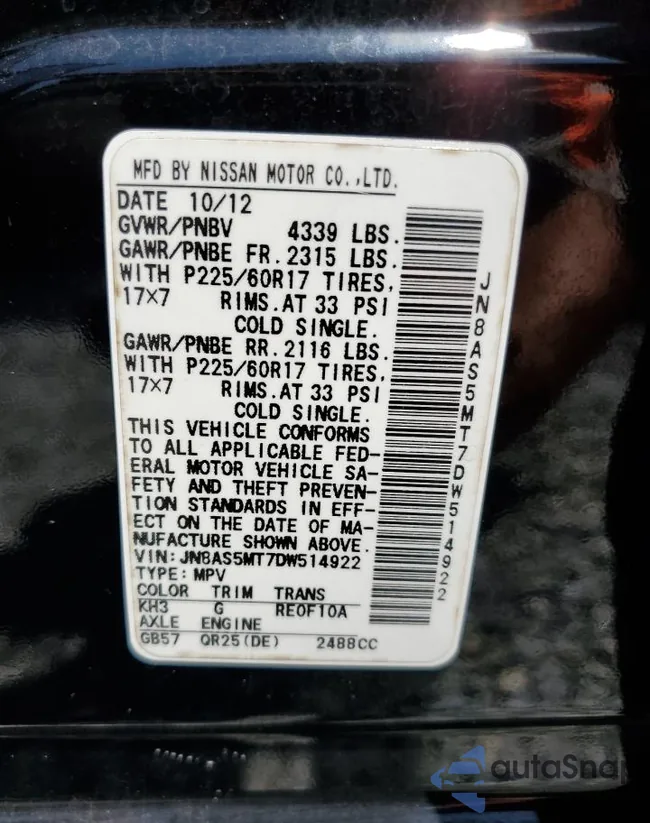 MFD BY NISSAN MOTOR CO.,LTD.
DATE 10/12
GVWR/PNBV 4339 LBS.
GAWR/PNBE FR. 2315 LBS.
WITH P225/60R17 TIRES,
17×7 RIMS.AT 33 PSI
COLD SINGLE.
GAWR/PNBE RR. 2116 LBS.
WITH P225/60R17 TIRES,
17×7 RIMS.AT 33 PSI
COLD SINGLE.
THIS VEHICLE CONFORMS
TO ALL APPLICABLE FED-
ERAL MOTOR VEHICLE SA-
FETY AND THEFT PREVEN-
TION STANDARDS IN EFF-
ECT ON THE DATE OF MA-
NUFACTURE SHOWN ABOVE.
VIN: JN8AS5MT7DW514922
TYPE: MPV
COLOR TRIM TRANS
KH3 G RE0F10A
AXLE ENGINE
GB57 QR25(DE) 2488CC
JN8AS5MT7DW514922
autaSnap